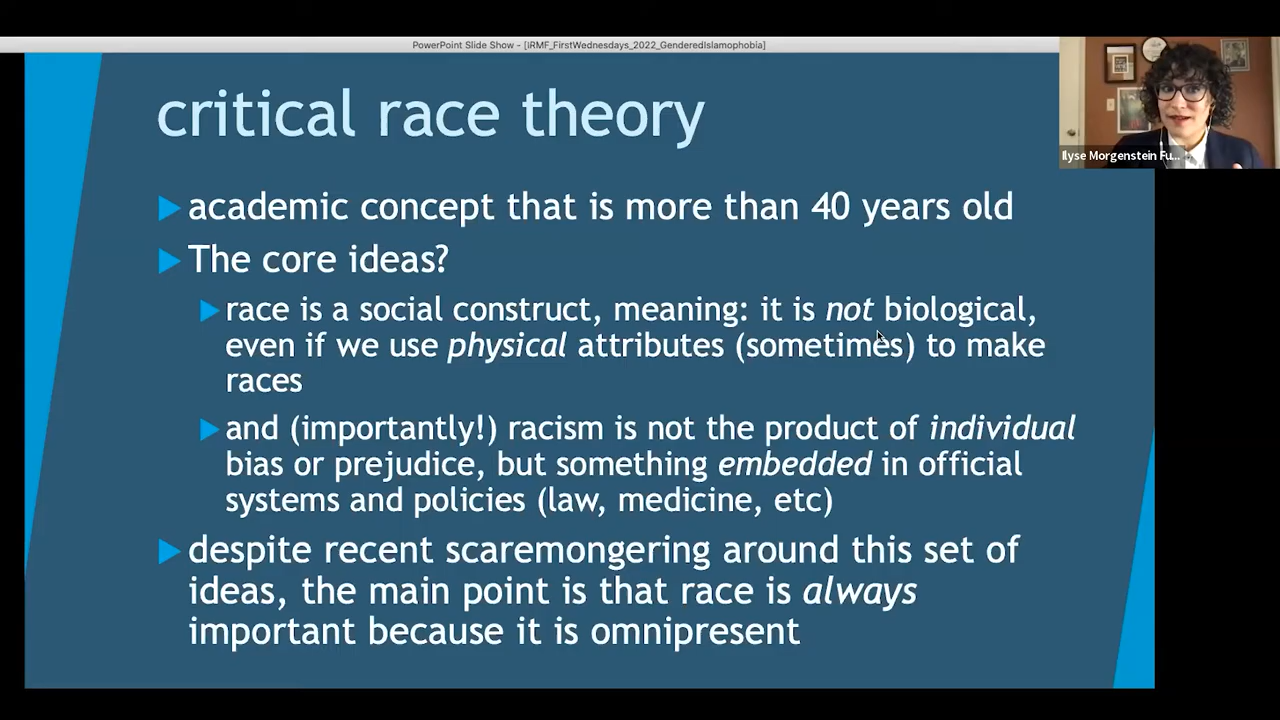 PowerPoint Slide Show - [iRMF_FirstWednesdays_2022_GenderedIslamophobia]
critical race theory
Ilyse Morgenstein Fu...
academic concept that is more than 40 years old
The core ideas?
race is a social construct, meaning: it is not biological,
even if we use physical attributes (sometimes) to make
races
and (importantly!) racism is not the product of individual
bias or prejudice, but something embedded in official
systems and policies (law, medicine, etc)
despite recent scaremongering around this set of
ideas, the main point is that race is always
important because it is omnipresent